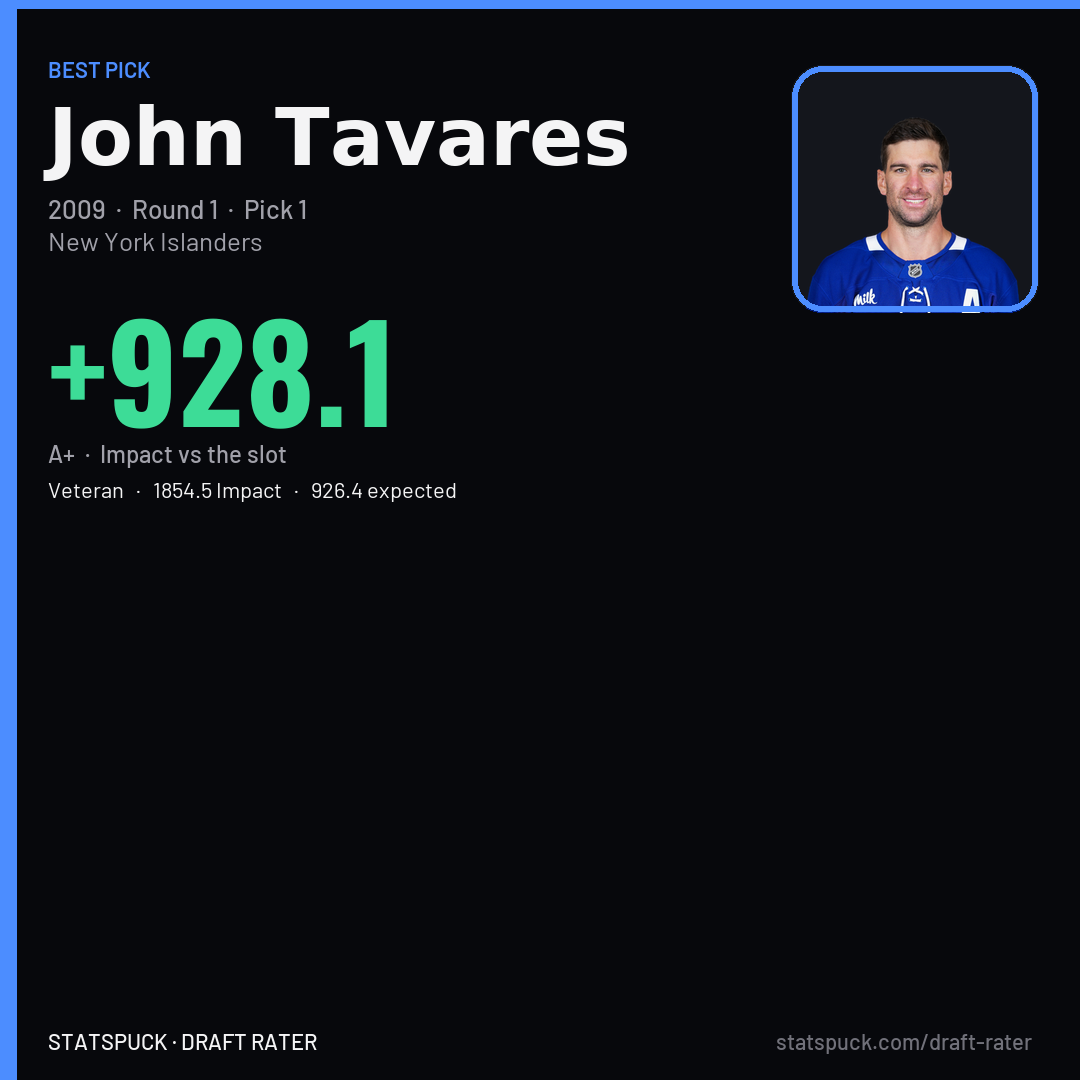 BEST PICK
John Tavares
2009 · Round 1 · Pick 1
New York Islanders
Milk
A
+928.1
A+ · Impact vs the slot
Veteran · 1854.5 Impact · 926.4 expected
STATSPUCK · DRAFT RATER
statspuck.com/draft-rater